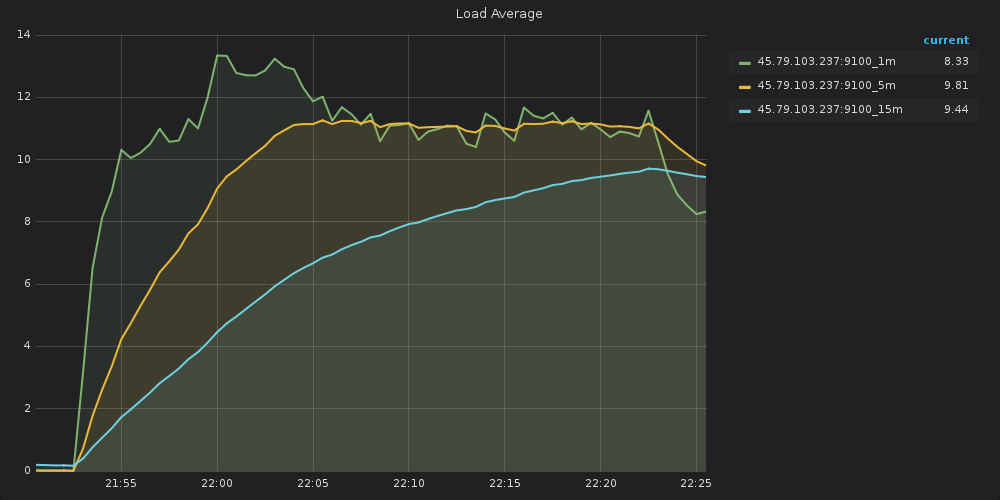 Load Average
current
45.79.103.237:9100_1m 8.33
45.79.103.237:9100_5m 9.81
45.79.103.237:9100_15m 9.44
14
12
10
8
6
4
2
0
21:55 22:00 22:05 22:10 22:15 22:20 22:25